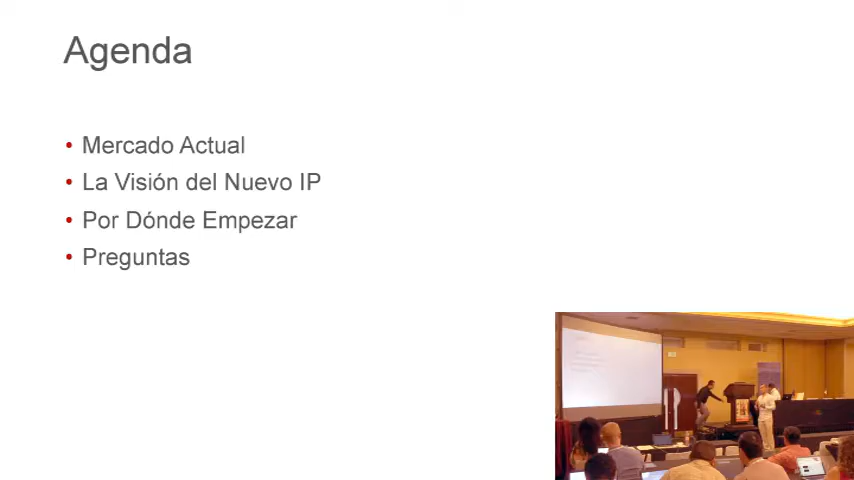 Agenda
• Mercado Actual
• La Visión del Nuevo IP
• Por Dónde Empezar
• Preguntas